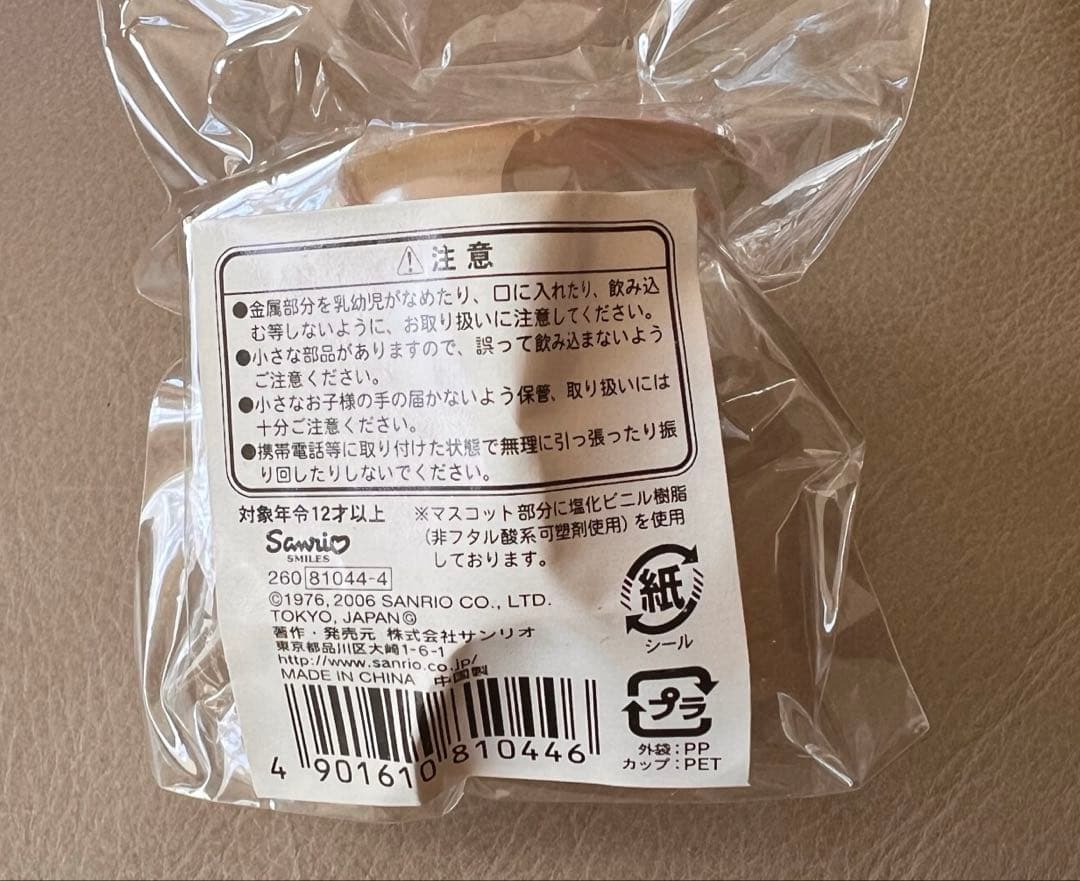 ⚠注意
●金属部分を乳幼児がなめたり、口に入れたり、飲み込
む等しないように、お取り扱いに注意してください。
●小さな部品がありますので、誤って飲み込まないよう
ご注意ください。
●小さなお子様の手の届かないよう保管、取り扱いには
十分ご注意ください。
●携帯電話等に取り付けた状態で無理に引っ張ったり振
り回したりしないでください。
対象年令12才以上
※マスコット部分に塩化ビニル樹脂
(非フタル酸系可塑剤使用)を使用
しております。
Sanrio
SMILES
260 81044-4
©1976, 2006 SANRIO CO., LTD.
TOKYO, JAPAN Ⓖ
著作・発売元 株式会社サンリオ
東京都品川区大崎1-6-1
http://www.sanrio.co.jp/
MADE IN CHINA 中国製
4 901610 810446
紙
シール
プラ
外袋:PP
カップ:PET